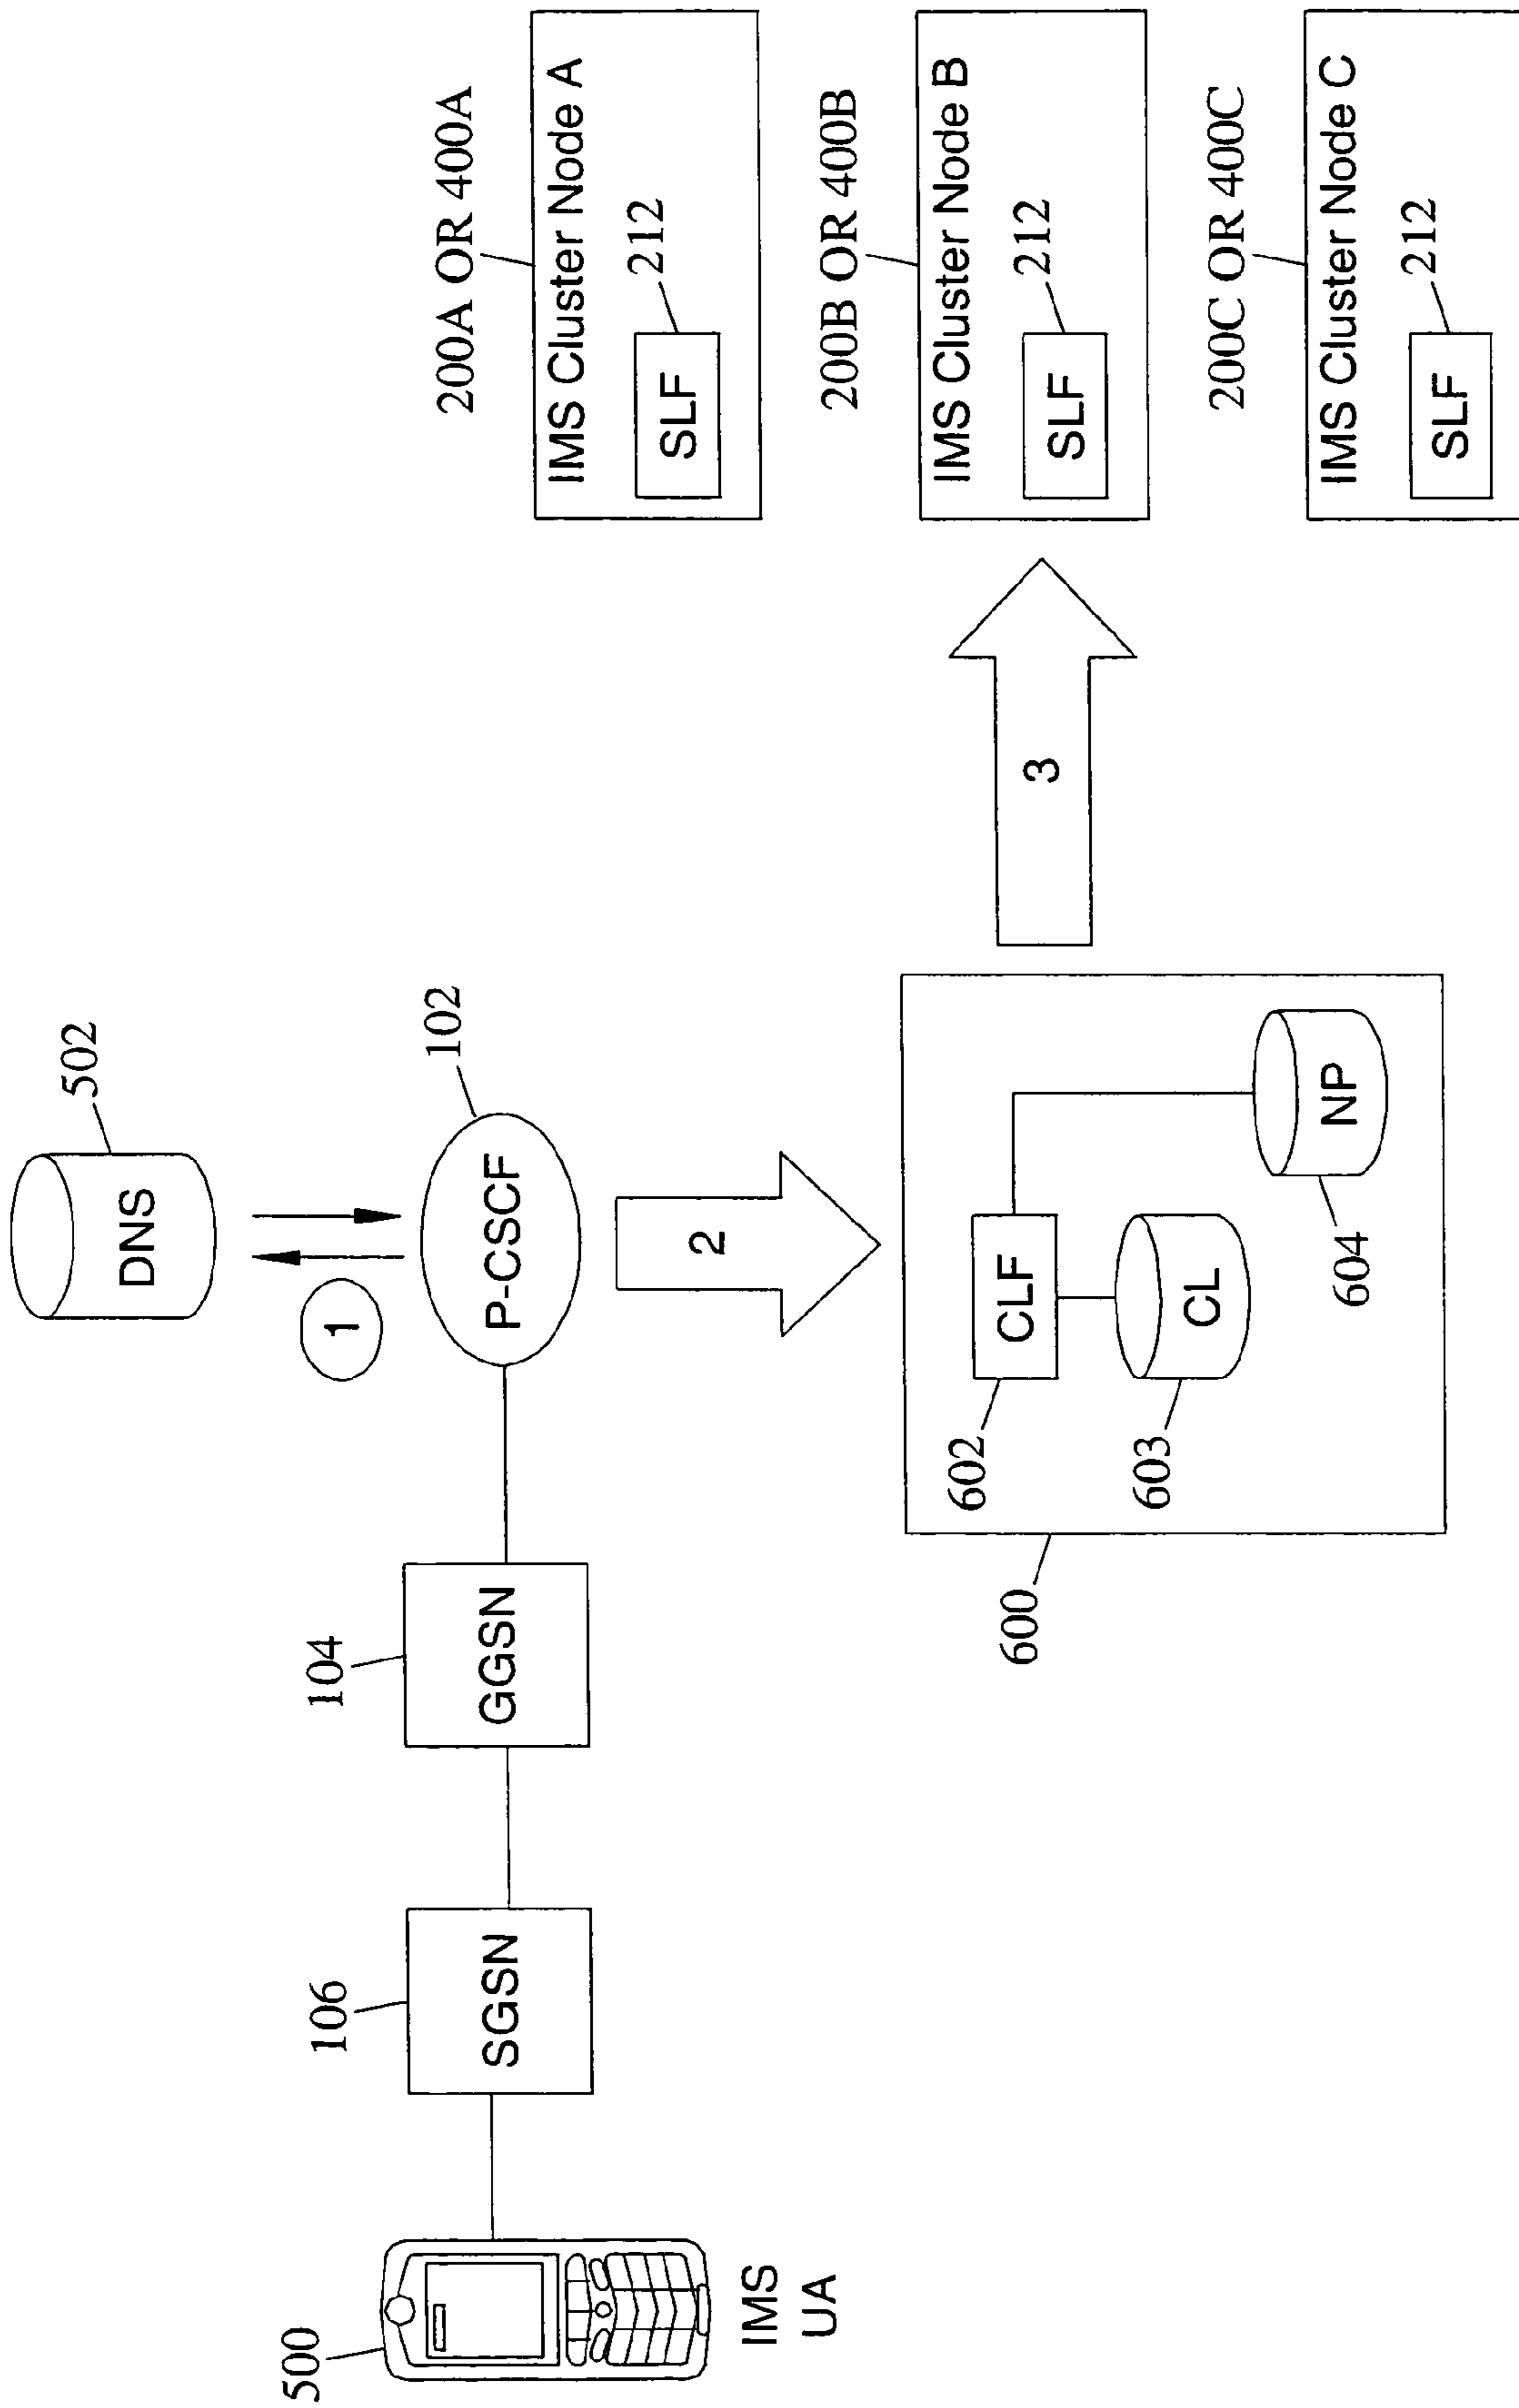 502
DNS
1
200A OR 400A
IMS Cluster Node A
212
SLF
500
IMS
UA
106
SGSN
104
GGSN
102
P-CSCF
2
200B OR 400B
IMS Cluster Node B
212
SLF
3
600
602
CLF
603
CL
604
NP
200C OR 400C
IMS Cluster Node C
212
SLF